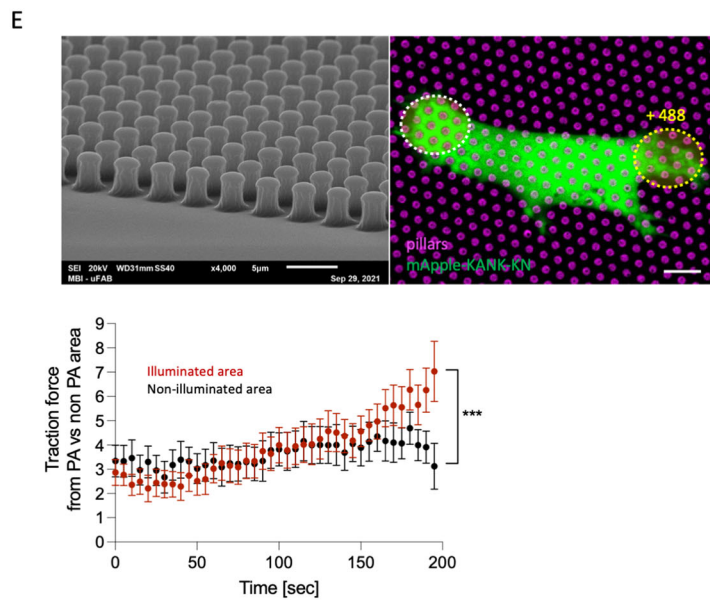 E
SEI 20kV WD31mm SS40 x4,000 5μm
MBI - uFAB Sep 29, 2021
+ 488
pillars
mApple-KANK-KN
Traction force
from PA vs non PA area
9
8
7
6
5
4
3
2
1
0
Illuminated area
Non-illuminated area
***
0 50 100 150 200
Time [sec]